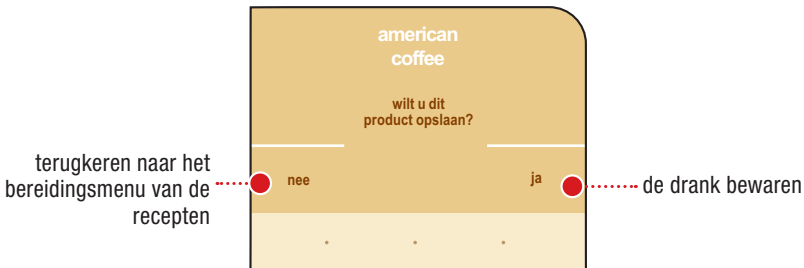 american
coffee
wilt u dit
product opslaan?
terugkeren naar het
bereidingsmenu van de
recepten
nee
ja
de drank bewaren